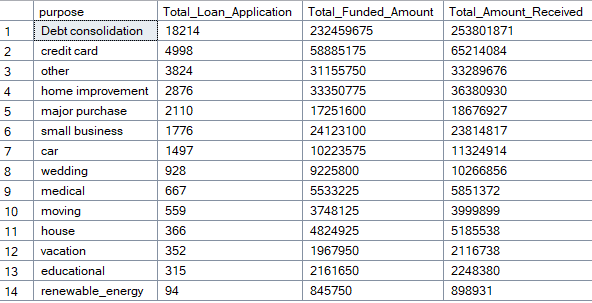 purpose Total_Loan_Application Total_Funded_Amount Total_Amount_Received
1 Debt consolidation 18214 232459675 253801871
2 credit card 4998 58885175 65214084
3 other 3824 31155750 33289676
4 home improvement 2876 33350775 36380930
5 major purchase 2110 17251600 18676927
6 small business 1776 24123100 23814817
7 car 1497 10223575 11324914
8 wedding 928 9225800 10266856
9 medical 667 5533225 5851372
10 moving 559 3748125 3999899
11 house 366 4824925 5185538
12 vacation 352 1967950 2116738
13 educational 315 2161650 2248380
14 renewable_energy 94 845750 898931